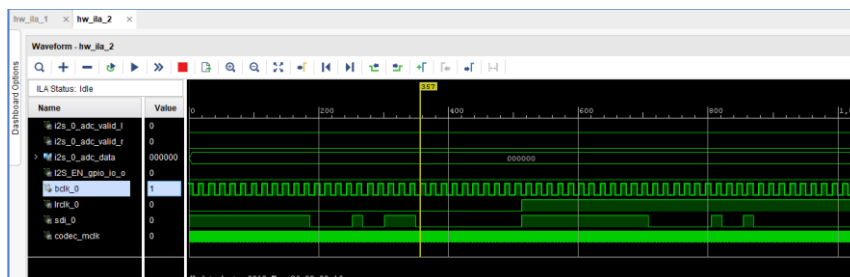 hw_ila_1 × hw_ila_2 ×
Dashboard Options
Waveform - hw_ila_2
ILA Status: Idle
Name Value
357
0 200 400 600 800
i2s_0_adc_valid_l 0
i2s_0_adc_valid_r 0
i2s_0_adc_data 000000 000000
I2S_EN_gpio_io_o 0
bclk_0 1
lrclk_0 0
sdi_0 0
codec_mclk 0